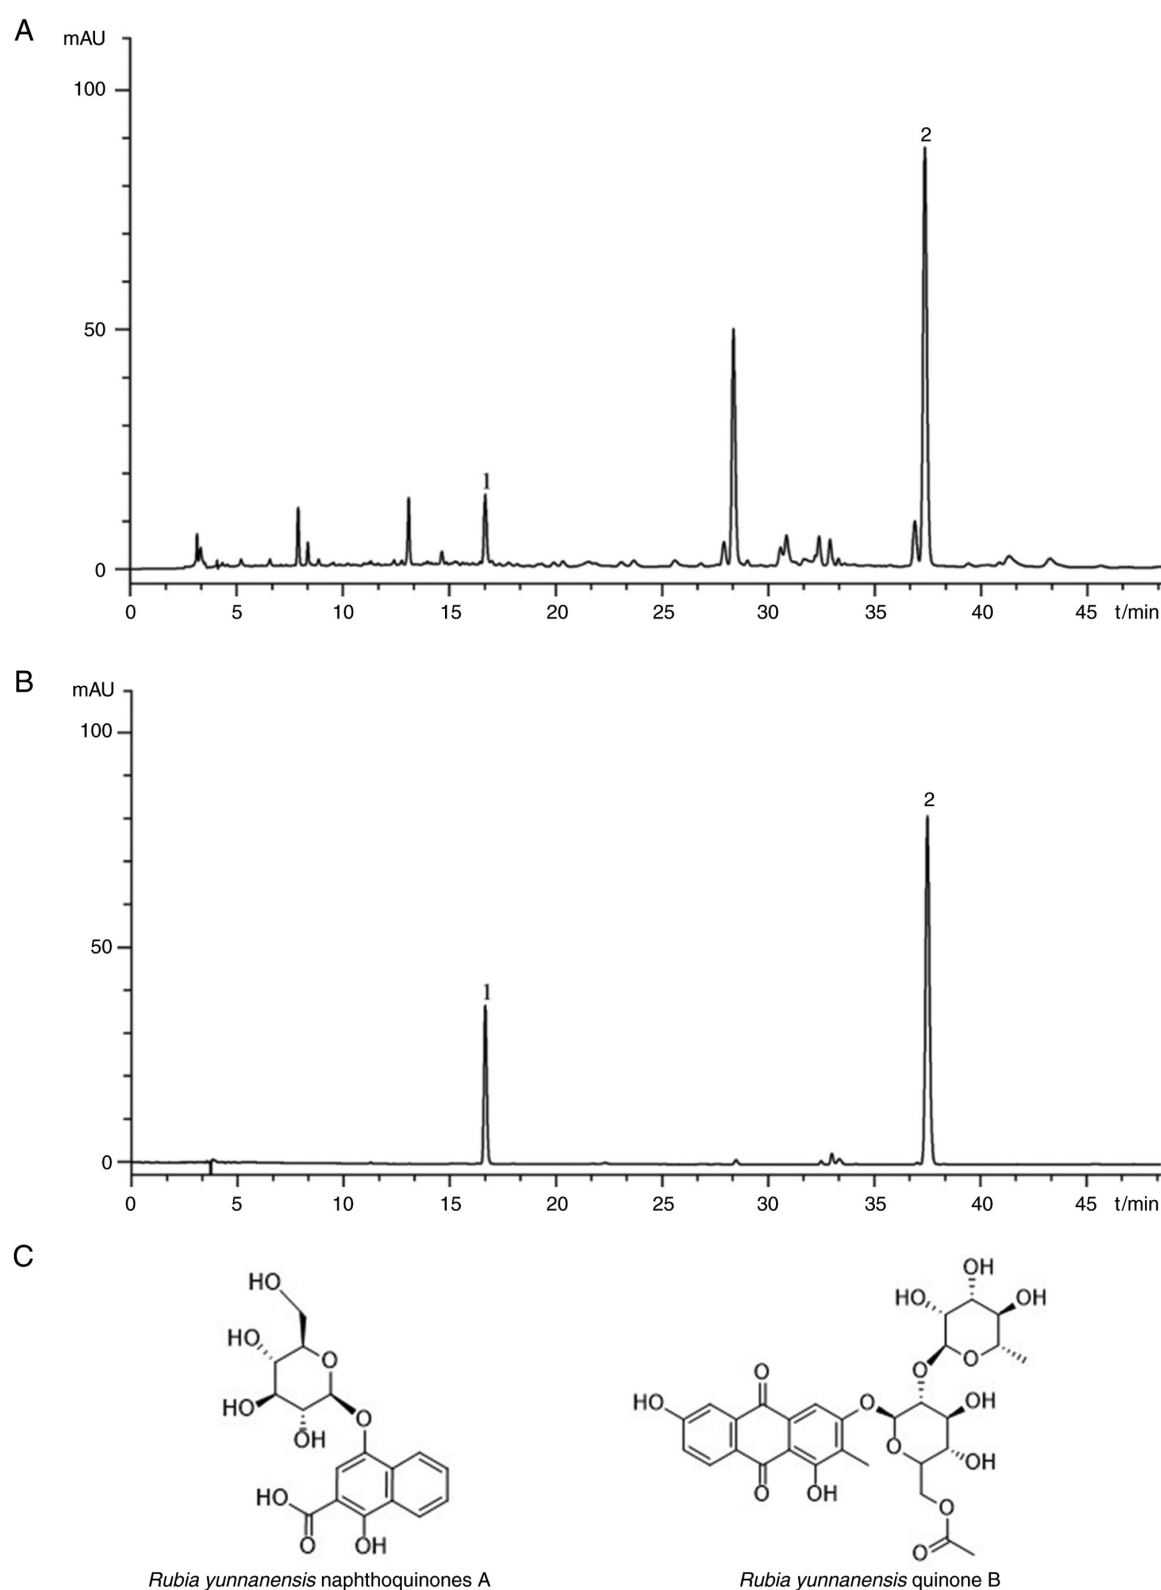 A
mAU
100
2
50
1
0
0 5 10 15 20 25 30 35 40 45 t/min
B
mAU
100
2
50
1
0
0 5 10 15 20 25 30 35 40 45 t/min
C
OH
HO
HO OH
HO
O
O
O
O
HO
O
HO
O
OH
OH
O
OH
HO
O
OH
O
O
OH
O
Rubia yunnanensis naphthoquinones A
Rubia yunnanensis quinone B